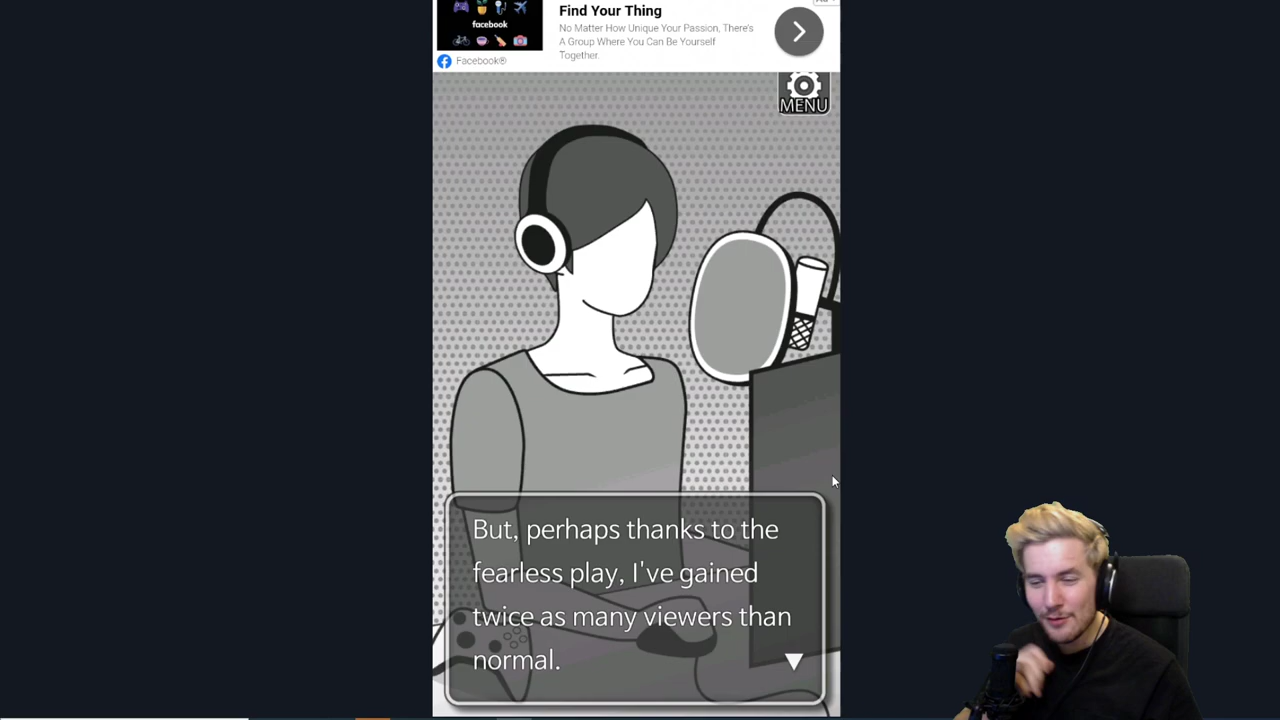 facebook
Find Your Thing
No Matter How Unique Your Passion, There's
A Group Where You Can Be Yourself
Together.
Facebook®
MENU
But, perhaps thanks to the
fearless play, I've gained
twice as many viewers than
normal.